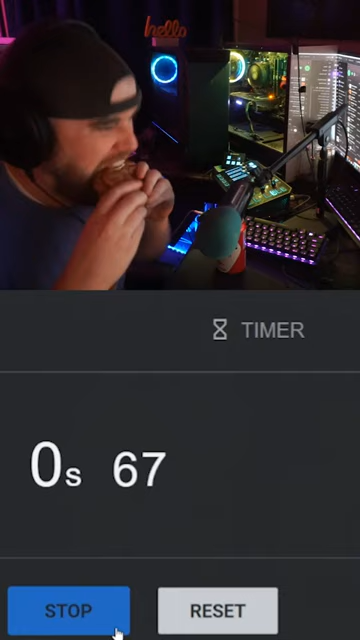 hello
TIMER
0s 67
STOP
RESET